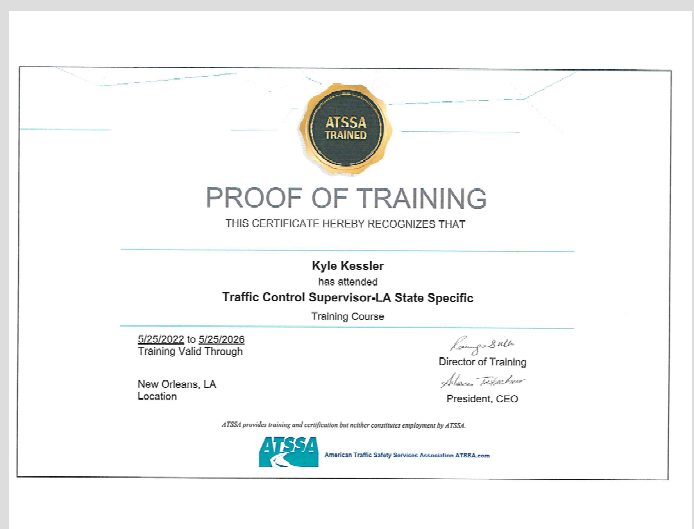 ATSSA
TRAINED
PROOF OF TRAINING
THIS CERTIFICATE HEREBY RECOGNIZES THAT
Kyle Kessler
has attended
Traffic Control Supervisor-LA State Specific
Training Course
5/25/2022 to 5/25/2026
Training Valid Through
New Orleans, LA
Location
Director of Training
President, CEO
ATSSA provides training and certification but neither constitutes employment by ATSSA.
ATSSA
American Traffic Safety Services Association